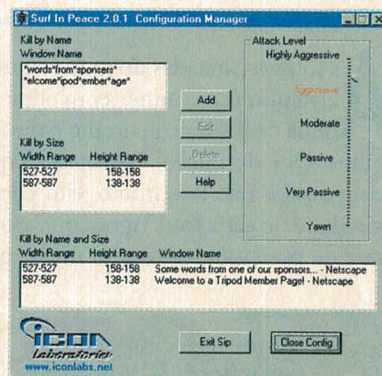 Surf In Peace 2.0.1 Configuration Manager
Kill by Name
Window Name
*words*from*sponsers*
*elcome*ipod*ember*age*
Add
Edit
Delete
Help
Kill by Size
Width Range Height Range
527-527 158-158
587-587 138-138
Attack Level
Highly Aggressive
Aggressive
Moderate
Passive
Very Passive
Yawn
Kill by Name and Size
Width Range Height Range Window Name
527-527 158-158 Some words from one of our sponsors... - Netscape
587-587 138-138 Welcome to a Tripod Member Page! - Netscape
icon
Laboratories
www.iconlabs.net
Exit Sip
Close Config